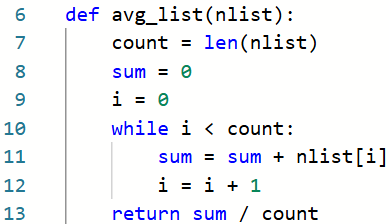 6 def avg_list(nlist):
7     count = len(nlist)
8     sum = 0
9     i = 0
10     while i < count:
11         sum = sum + nlist[i]
12         i = i + 1
13     return sum / count